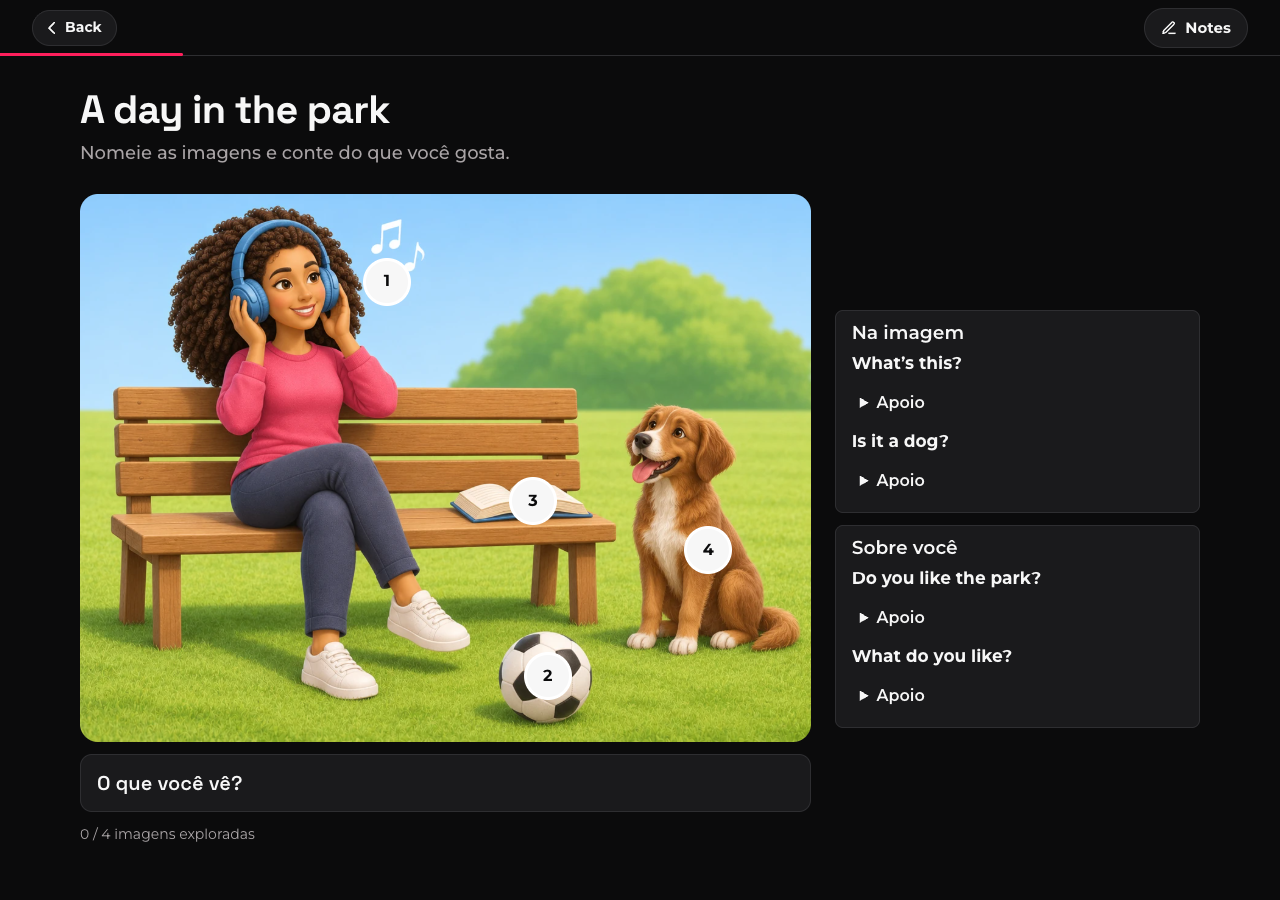 Back
Notes
A day in the park
Nomeie as imagens e conte do que você gosta.
1
3
4
2
O que você vê?
0 / 4 imagens exploradas
Na imagem
What's this?
Apoio
Is it a dog?
Apoio
Sobre você
Do you like the park?
Apoio
What do you like?
Apoio